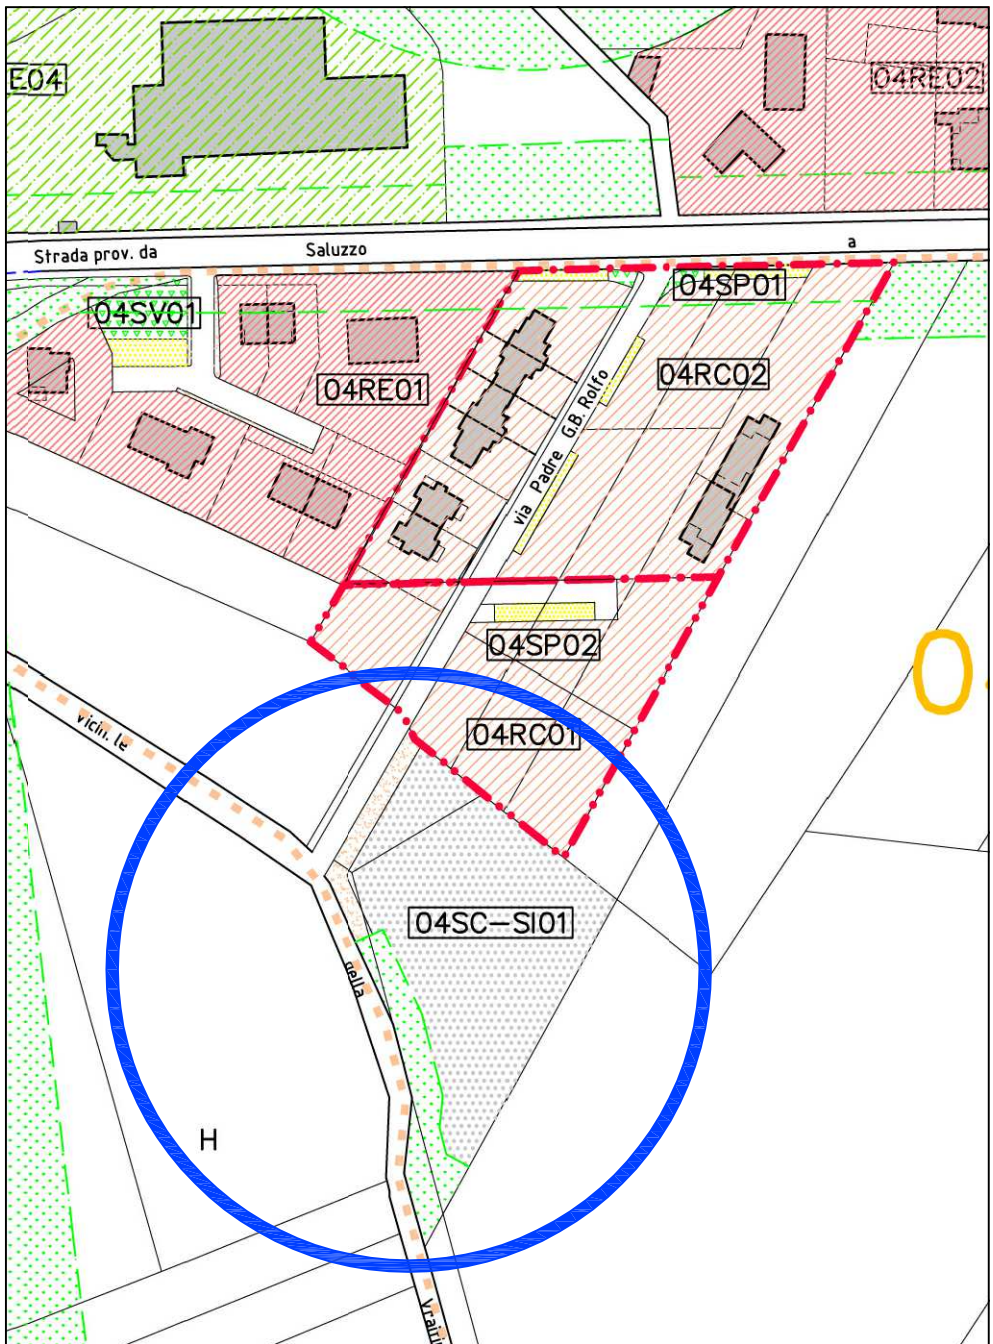 E04
04RE02
Strada prov. da Saluzzo a
04SV01
04SP01
04RE01
04RC02
via Padre G.B. Rolfo
04SP02
04RC01
vicin. le
04SC-SI01
della
H